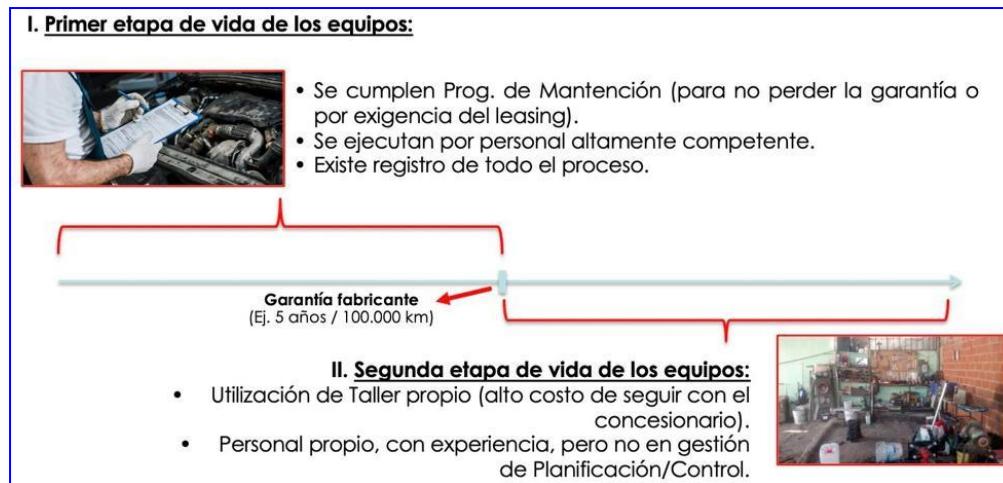 I. Primer etapa de vida de los equipos:
• Se cumplen Prog. de Mantención (para no perder la garantía o
por exigencia del leasing).
• Se ejecutan por personal altamente competente.
• Existe registro de todo el proceso.
Garantía fabricante
(Ej. 5 años / 100.000 km)
II. Segunda etapa de vida de los equipos:
• Utilización de Taller propio (alto costo de seguir con el
concesionario).
• Personal propio, con experiencia, pero no en gestión
de Planificación/Control.